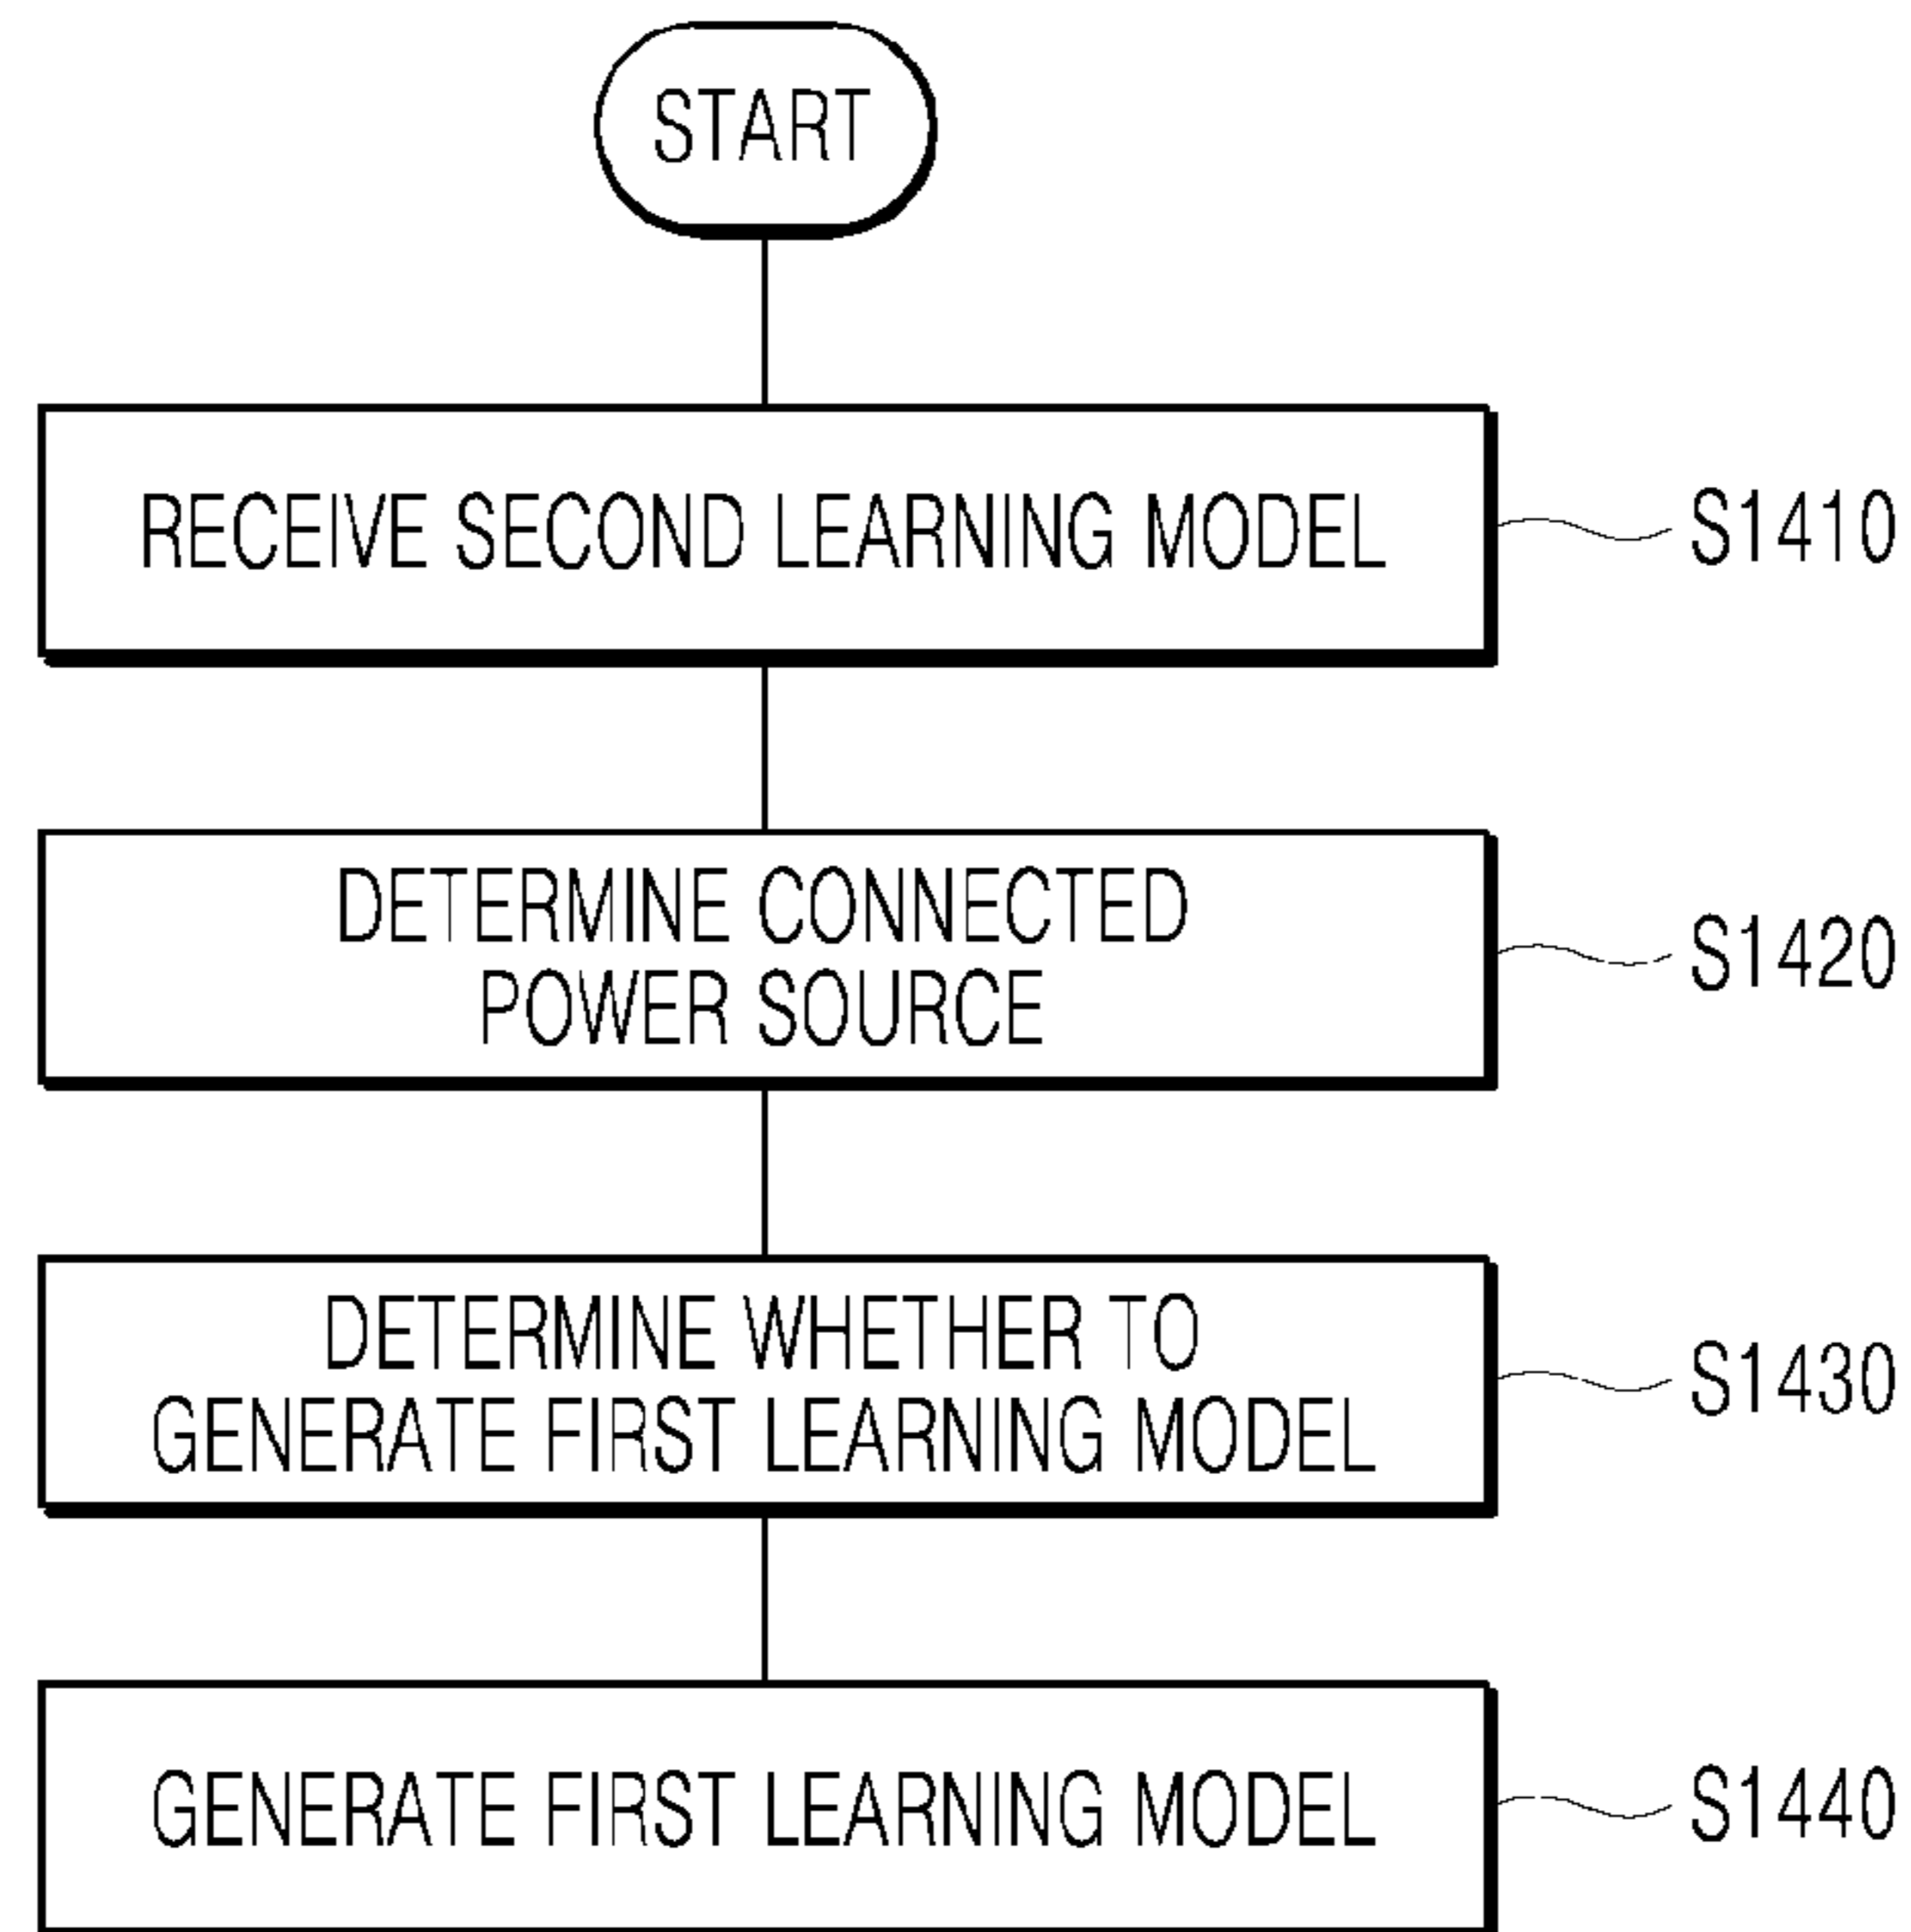 START
RECEIVE SECOND LEARNING MODEL
S1410
DETERMINE CONNECTED
POWER SOURCE
S1420
DETERMINE WHETHER TO
GENERATE FIRST LEARNING MODEL
S1430
GENERATE FIRST LEARNING MODEL
S1440